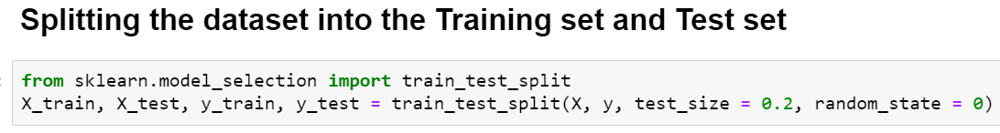 Splitting the dataset into the Training set and Test set
from sklearn.model_selection import train_test_split
X_train, X_test, y_train, y_test = train_test_split(X, y, test_size = 0.2, random_state = 0)